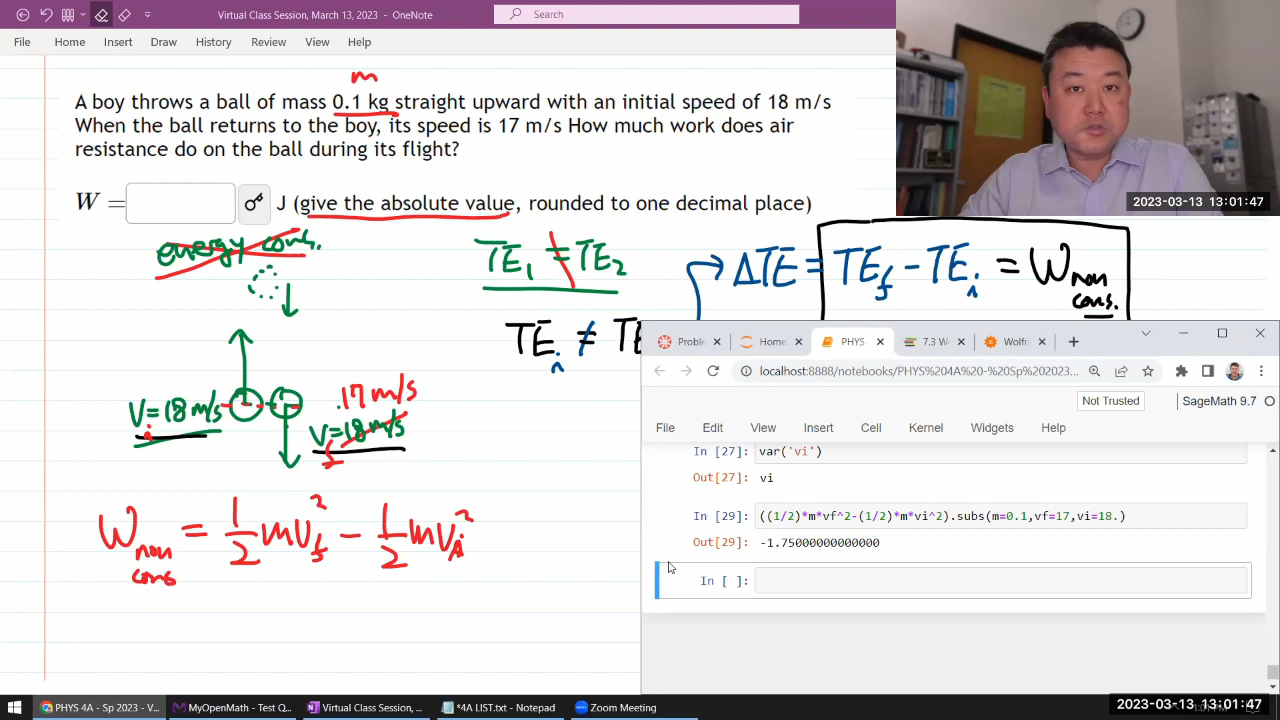 Virtual Class Session, March 13, 2023 - OneNote
Search
File Home Insert Draw History Review View Help
m
A boy throws a ball of mass 0.1 kg straight upward with an initial speed of 18 m/s
When the ball returns to the boy, its speed is 17 m/s How much work does air
resistance do on the ball during its flight?
W = J (give the absolute value, rounded to one decimal place)
2023-03-13 13:01:47
energy cons.
TE1 = TE2
ΔTE = TEf - TEi = Wnon
cons.
TEi ≠ TE
17 m/s
Vi = 18 m/s
Vf = 18 m/s
Wnon = 1/2 mvf² - 1/2 mvi²
cons
Proble Home PHYS 7.3 W Wolfra
localhost:8888/notebooks/PHYS%204A%20-%20Sp%202023...
Not Trusted SageMath 9.7
File Edit View Insert Cell Kernel Widgets Help
In [27]: var('vi')
Out[27]: vi
In [29]: ((1/2)*m*vf^2-(1/2)*m*vi^2).subs(m=0.1,vf=17,vi=18.)
Out[29]: -1.75000000000000
In [ ]:
PHYS 4A - Sp 2023 - V... MyOpenMath - Test Q... Virtual Class Session,... *4A LIST.txt - Notepad Zoom Meeting
2023-03-13 13:01:47